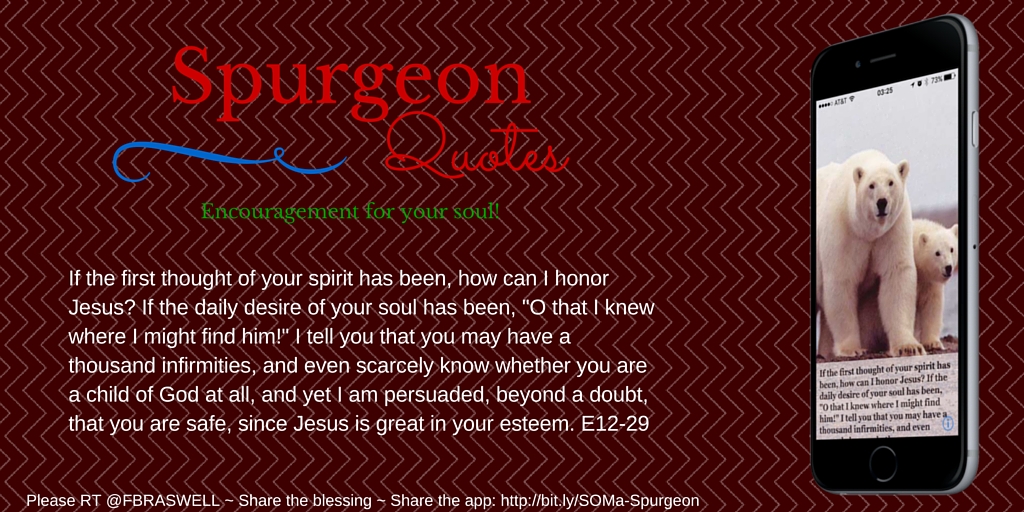 Spurgeon
Quotes
Encouragement for your soul!
If the first thought of your spirit has been, how can I honor
Jesus? If the daily desire of your soul has been, "O that I knew
where I might find him!" I tell you that you may have a
thousand infirmities, and even scarcely know whether you are
a child of God at all, and yet I am persuaded, beyond a doubt,
that you are safe, since Jesus is great in your esteem. E12-29
Please RT @FBRASWELL ~ Share the blessing ~ Share the app: http://bit.ly/SOMa-Spurgeon
AT&T 03:25 73%
If the first thought of your spirit has
been, how can I honor Jesus? If the
daily desire of your soul has been,
"O that I knew where I might find
him!" I tell you that you may have a
thousand infirmities, and even